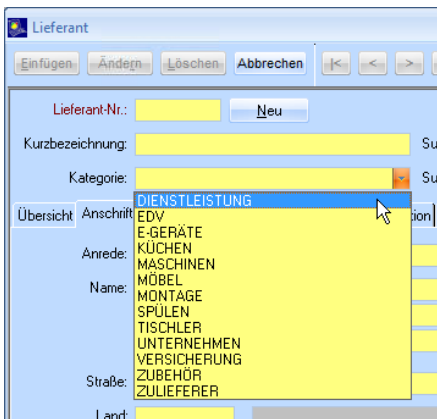 Lieferant
Einfügen Ändern Löschen Abbrechen |< < >
Lieferant-Nr.: Neu
Kurzbezeichnung: Su
Kategorie: Su
DIENSTLEISTUNG
Übersicht Anschrift EDV tion
E-GERÄTE
KÜCHEN
Anrede:
MASCHINEN
MÖBEL
Name:
MONTAGE
SPÜLEN
TISCHLER
UNTERNEHMEN
VERSICHERUNG
Straße: ZUBEHÖR
ZULIEFERER
Land: